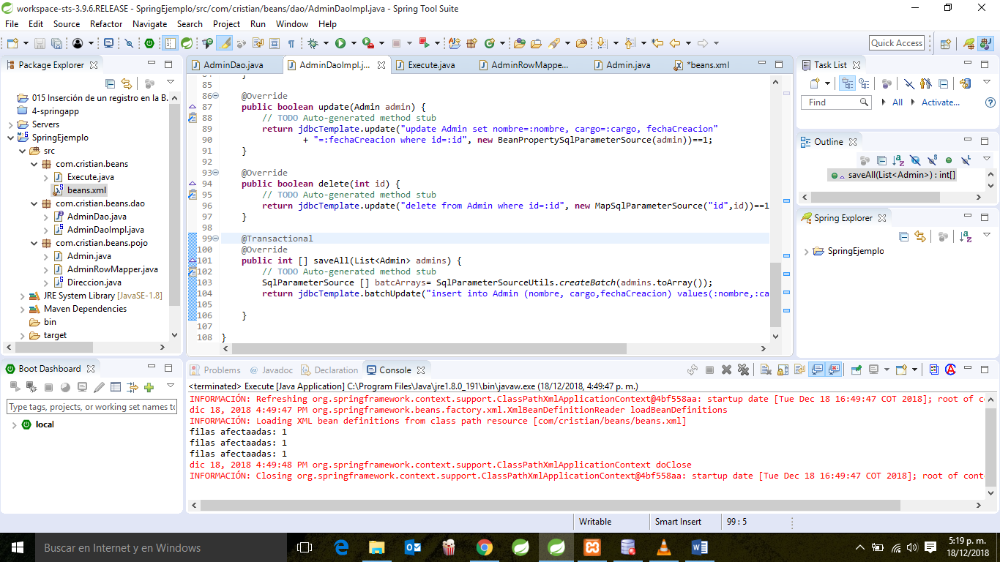 workspace-sts-3.9.6.RELEASE - SpringEjemplo/src/com/cristian/beans/dao/AdminDaoImpl.java - Spring Tool Suite
File Edit Source Refactor Navigate Search Project Run Window Help
Quick Access
Package Explorer
015 Inserción de un registro en la B.
4-springapp
Servers
SpringEjemplo
src
com.cristian.beans
Execute.java
beans.xml
com.cristian.beans.dao
AdminDao.java
AdminDaoImpl.java
com.cristian.beans.pojo
Admin.java
AdminRowMapper.java
Direccion.java
JRE System Library [JavaSE-1.8]
Maven Dependencies
bin
target
AdminDao.java AdminDaoImpl.j... Execute.java AdminRowMappe... Admin.java *beans.xml
85
86 @Override
87 public boolean update(Admin admin) {
88 // TODO Auto-generated method stub
89 return jdbcTemplate.update("update Admin set nombre=:nombre, cargo=:cargo, fechaCreacion"
90 + "=:fechaCreacion where id=:id", new BeanPropertySqlParameterSource(admin))==1;
91 }
92
93 @Override
94 public boolean delete(int id) {
95 // TODO Auto-generated method stub
96 return jdbcTemplate.update("delete from Admin where id=:id", new MapSqlParameterSource("id",id))==1
97 }
98
99 @Transactional
100 @Override
101 public int [] saveAll(List<Admin> admins) {
102 // TODO Auto-generated method stub
103 SqlParameterSource [] batcArrays= SqlParameterSourceUtils.createBatch(admins.toArray());
104 return jdbcTemplate.batchUpdate("insert into Admin (nombre, cargo,fechaCreacion) values(:nombre,:ca
105
106 }
107
108 }
Task List
Find
All
Activate...
Outline
saveAll(List<Admin>) : int[]
Spring Explorer
SpringEjemplo
Boot Dashboard
Type tags, projects, or working set names to
local
Problems @ Javadoc Declaration Console
<terminated> Execute [Java Application] C:\Program Files\Java\jre1.8.0_191\bin\javaw.exe (18/12/2018, 4:49:47 p. m.)
INFORMACIÓN: Refreshing org.springframework.context.support.ClassPathXmlApplicationContext@4bf558aa: startup date [Tue Dec 18 16:49:47 COT 2018]; root of co
dic 18, 2018 4:49:47 PM org.springframework.beans.factory.xml.XmlBeanDefinitionReader loadBeanDefinitions
INFORMACIÓN: Loading XML bean definitions from class path resource [com/cristian/beans/beans.xml]
filas afectaadas: 1
filas afectaadas: 1
filas afectaadas: 1
dic 18, 2018 4:49:48 PM org.springframework.context.support.ClassPathXmlApplicationContext doClose
INFORMACIÓN: Closing org.springframework.context.support.ClassPathXmlApplicationContext@4bf558aa: startup date [Tue Dec 18 16:49:47 COT 2018]; root of cont
Writable Smart Insert 99 : 5
Buscar en Internet y en Windows
5:19 p. m.
18/12/2018